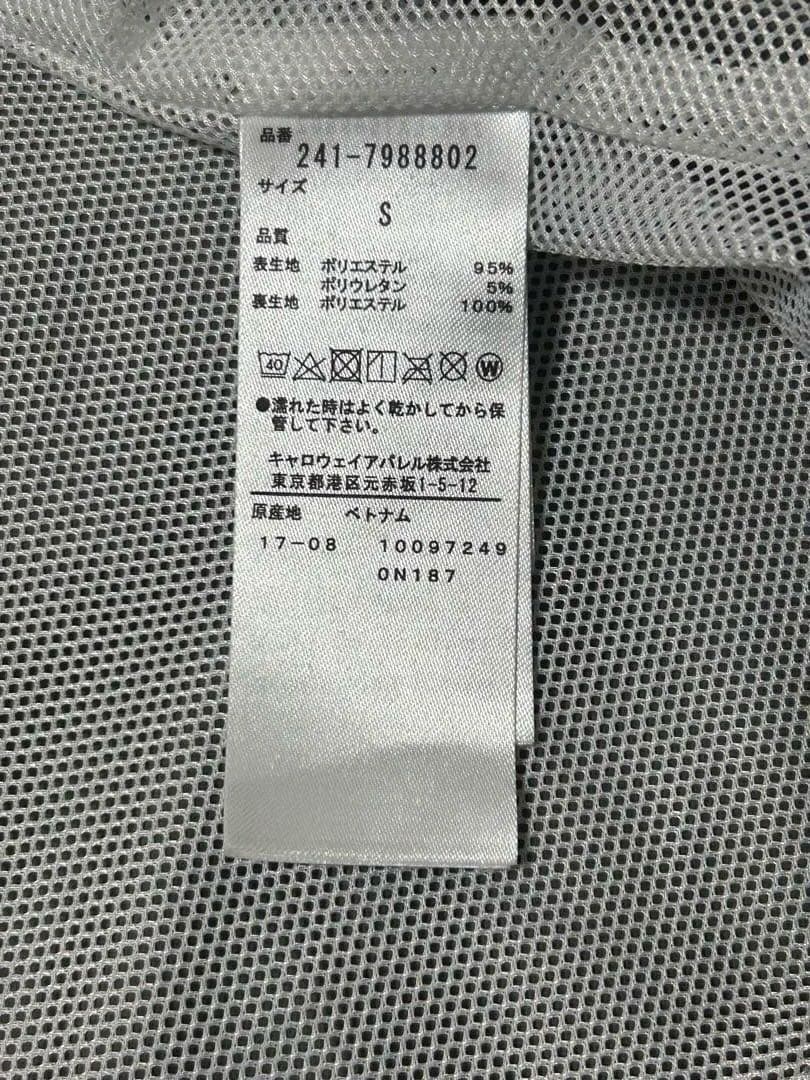 品番
241-7988802
サイズ
S
品質
表生地 ポリエステル 95%
ポリウレタン 5%
裏生地 ポリエステル 100%
40 W
●濡れた時はよく乾かしてから保
管して下さい。
キャロウェイアパレル株式会社
東京都港区元赤坂1-5-12
原産地 ベトナム
17-08 10097249
0N187